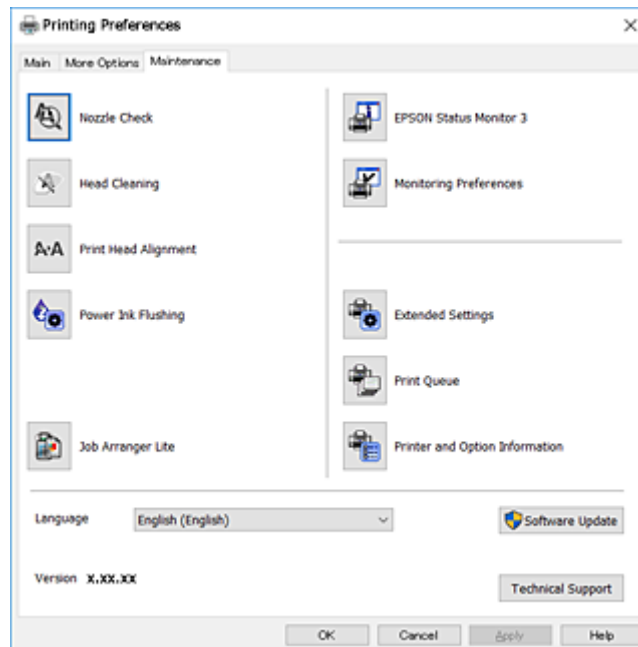 Printing Preferences
Main More Options Maintenance
Nozzle Check
EPSON Status Monitor 3
Head Cleaning
Monitoring Preferences
A·A Print Head Alignment
Power Ink Flushing
Extended Settings
Print Queue
Job Arranger Lite
Printer and Option Information
Language English (English) Software Update
Version X.XX.XX
Technical Support
OK Cancel Apply Help